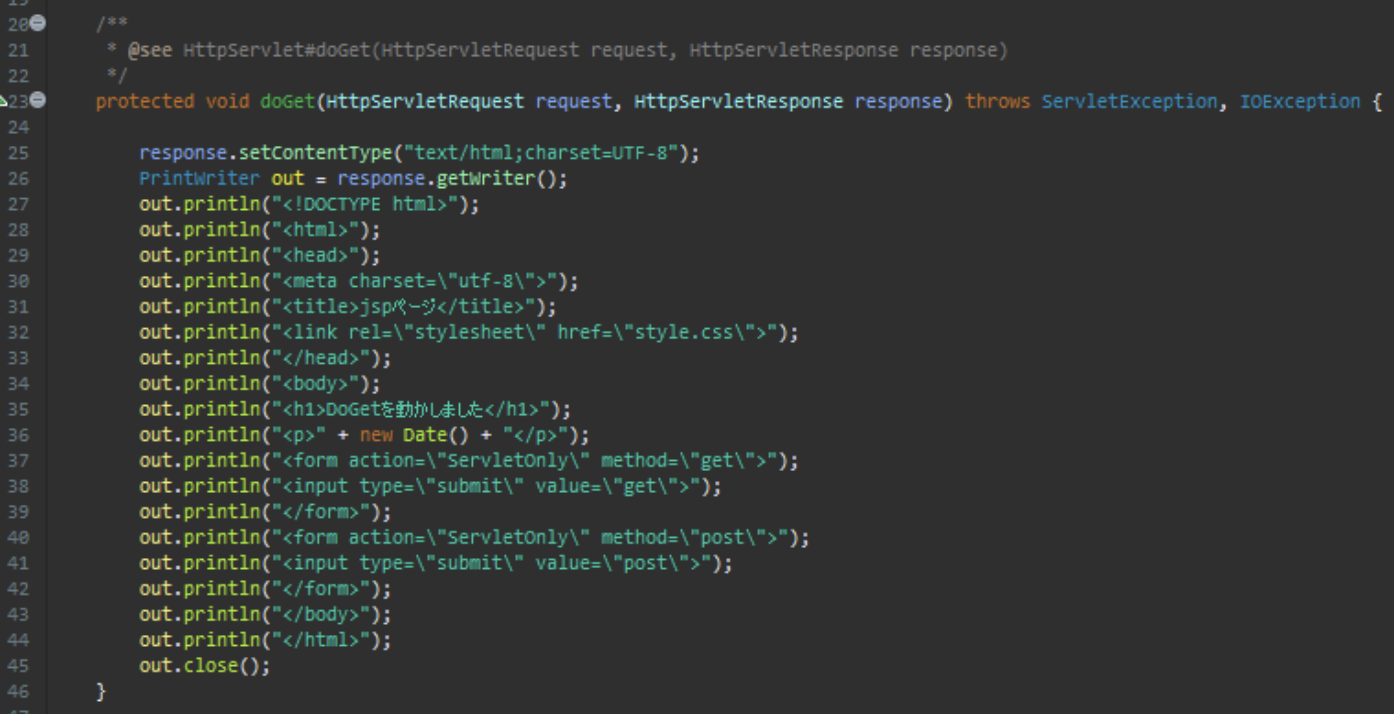 20 /**
21 * @see HttpServlet#doGet(HttpServletRequest request, HttpServletResponse response)
22 */
23 protected void doGet(HttpServletRequest request, HttpServletResponse response) throws ServletException, IOException {
24
25 response.setContentType("text/html;charset=UTF-8");
26 PrintWriter out = response.getWriter();
27 out.println("<!DOCTYPE html>");
28 out.println("<html>");
29 out.println("<head>");
30 out.println("<meta charset=\"utf-8\">");
31 out.println("<title>jspページ</title>");
32 out.println("<link rel=\"stylesheet\" href=\"style.css\">");
33 out.println("</head>");
34 out.println("<body>");
35 out.println("<h1>DoGetを動かしました</h1>");
36 out.println("<p>" + new Date() + "</p>");
37 out.println("<form action=\"ServletOnly\" method=\"get\">");
38 out.println("<input type=\"submit\" value=\"get\">");
39 out.println("</form>");
40 out.println("<form action=\"ServletOnly\" method=\"post\">");
41 out.println("<input type=\"submit\" value=\"post\">");
42 out.println("</form>");
43 out.println("</body>");
44 out.println("</html>");
45 out.close();
46 }